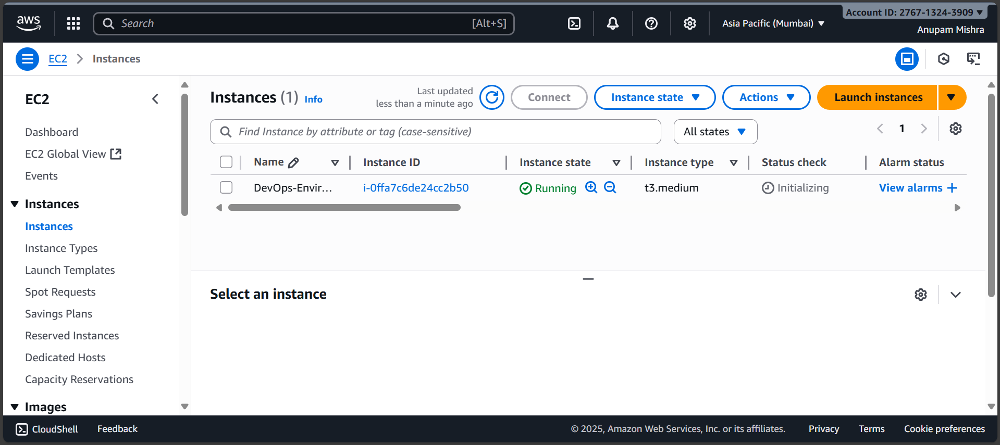 aws
Search [Alt+S]
Asia Pacific (Mumbai)
Account ID: 2767-1324-3909
Anupam Mishra
EC2 Instances
EC2
Dashboard
EC2 Global View
Events
Instances
Instances
Instance Types
Launch Templates
Spot Requests
Savings Plans
Reserved Instances
Dedicated Hosts
Capacity Reservations
Images
Instances (1) Info
Last updated
less than a minute ago
Connect
Instance state
Actions
Launch instances
Find Instance by attribute or tag (case-sensitive)
All states
1
Name Instance ID Instance state Instance type Status check Alarm status
DevOps-Envir... i-0ffa7c6de24cc2b50 Running t3.medium Initializing View alarms +
Select an instance
CloudShell Feedback © 2025, Amazon Web Services, Inc. or its affiliates. Privacy Terms Cookie preferences